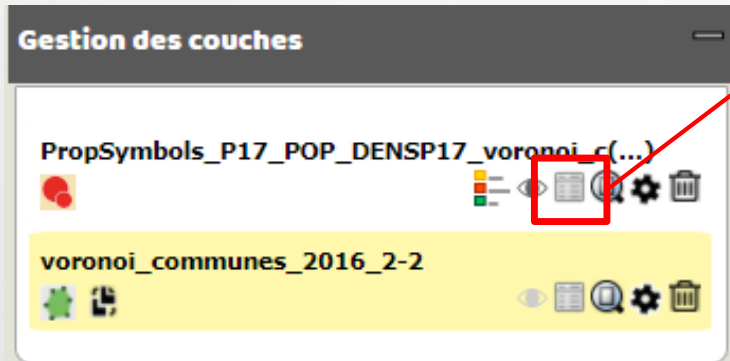 Gestion des couches
PropSymbols_P17_POP_DENSP17_voronoi_c(...)
voronoi_communes_2016_2-2